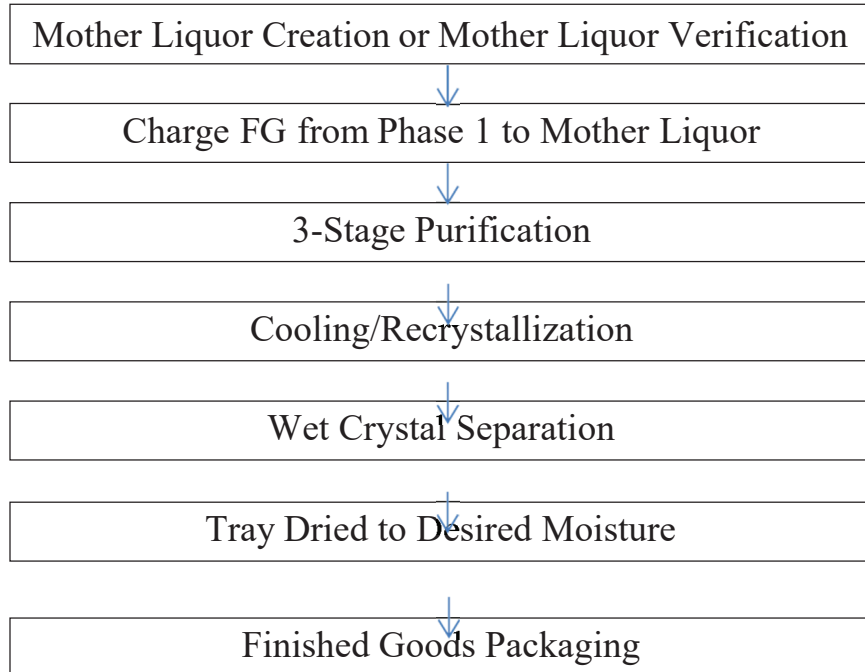 Mother Liquor Creation or Mother Liquor Verification
Charge FG from Phase 1 to Mother Liquor
3-Stage Purification
Cooling/Recrystallization
Wet Crystal Separation
Tray Dried to Desired Moisture
Finished Goods Packaging